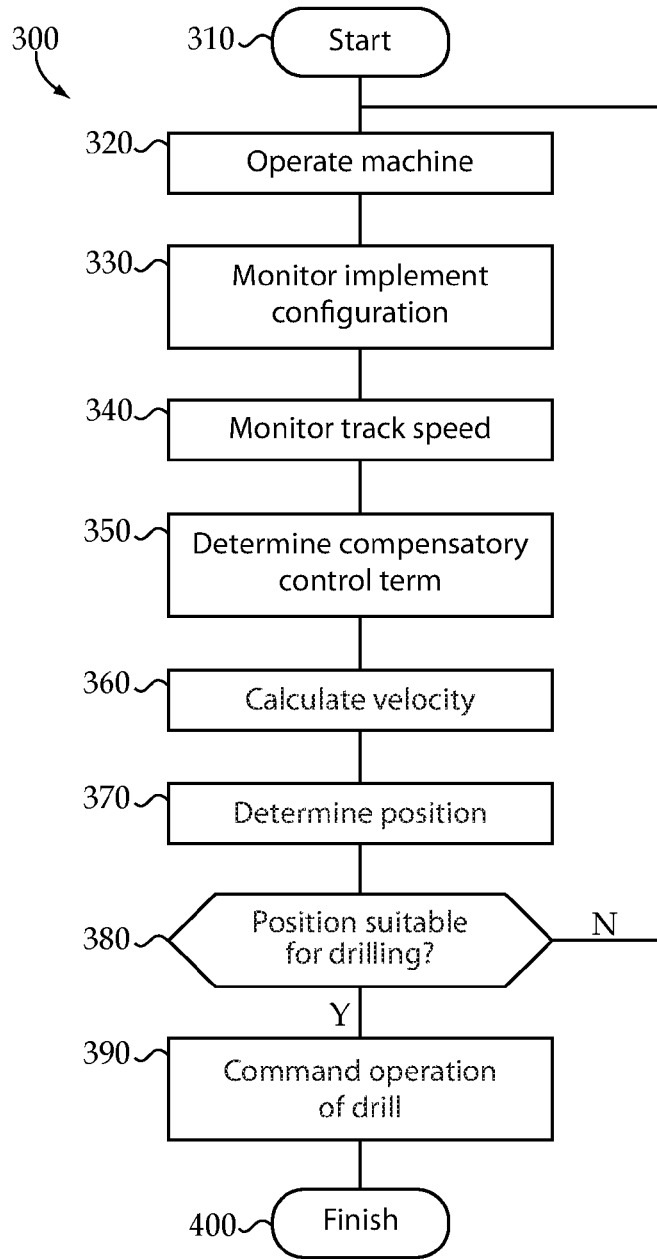 300
310
Start
320
Operate machine
330
Monitor implement
configuration
340
Monitor track speed
350
Determine compensatory
control term
360
Calculate velocity
370
Determine position
380
Position suitable
for drilling?
N
Y
390
Command operation
of drill
400
Finish